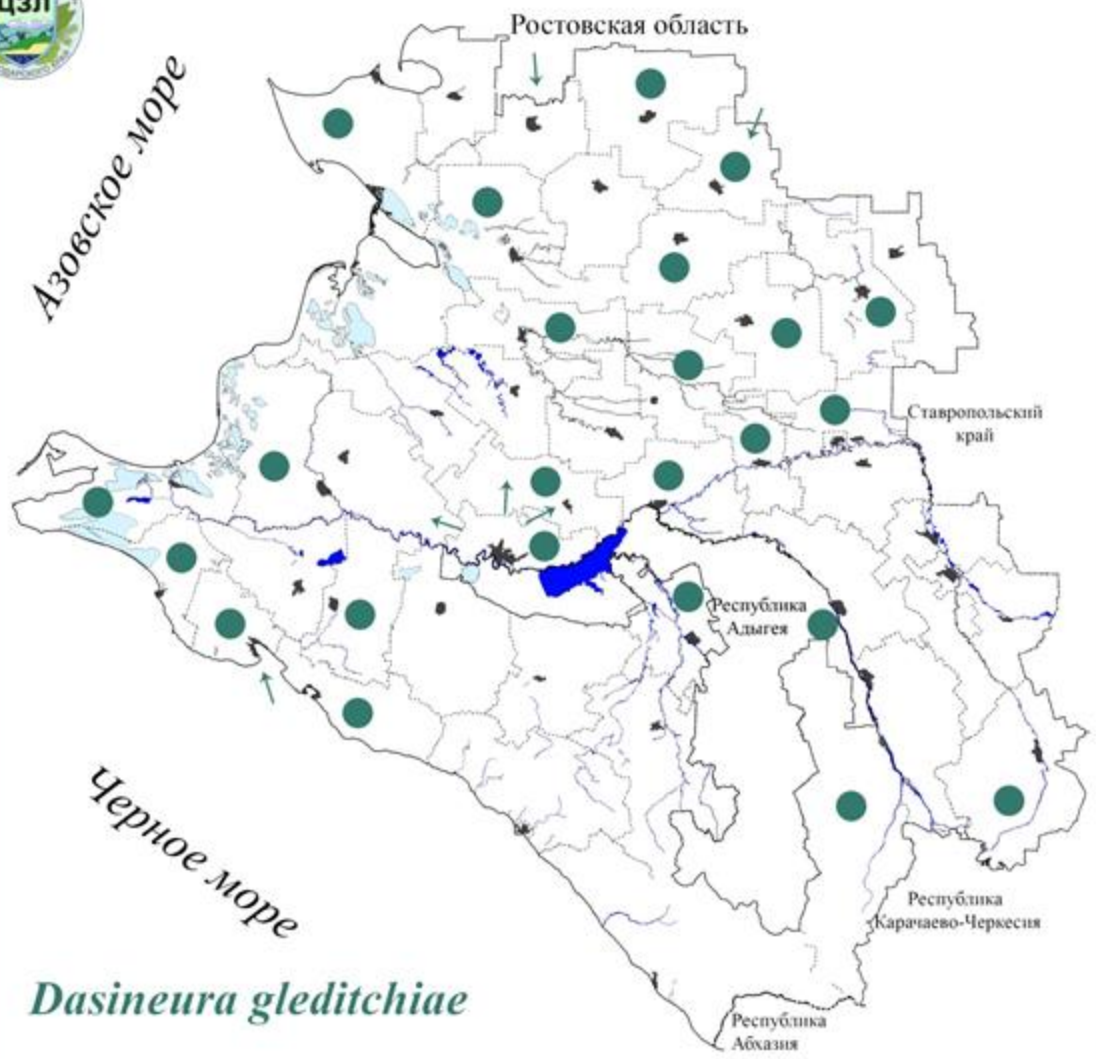 ЦЗЛ
Ростовская область
Азовское море
Ставропольский
край
Республика
Адыгея
Черное море
Республика
Карачаево-Черкесия
Dasineura gleditchiae
Республика
Абхазия